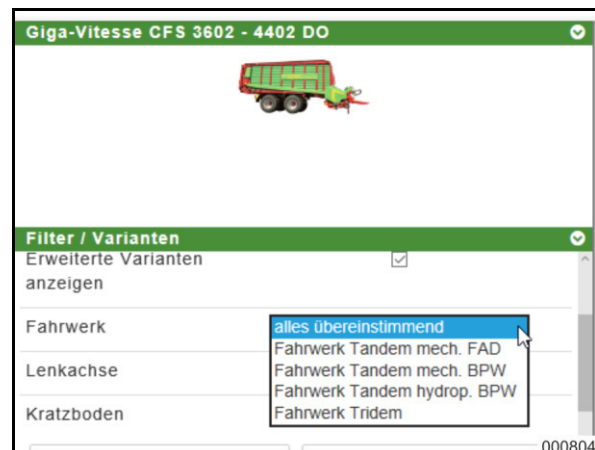 Giga-Vitesse CFS 3602 - 4402 DO
Filter / Varianten
Erweiterte Varianten
anzeigen
Fahrwerk
alles übereinstimmend
Fahrwerk Tandem mech. FAD
Lenkachse
Fahrwerk Tandem mech. BPW
Fahrwerk Tandem hydrop. BPW
Kratzboden
Fahrwerk Tridem
000804